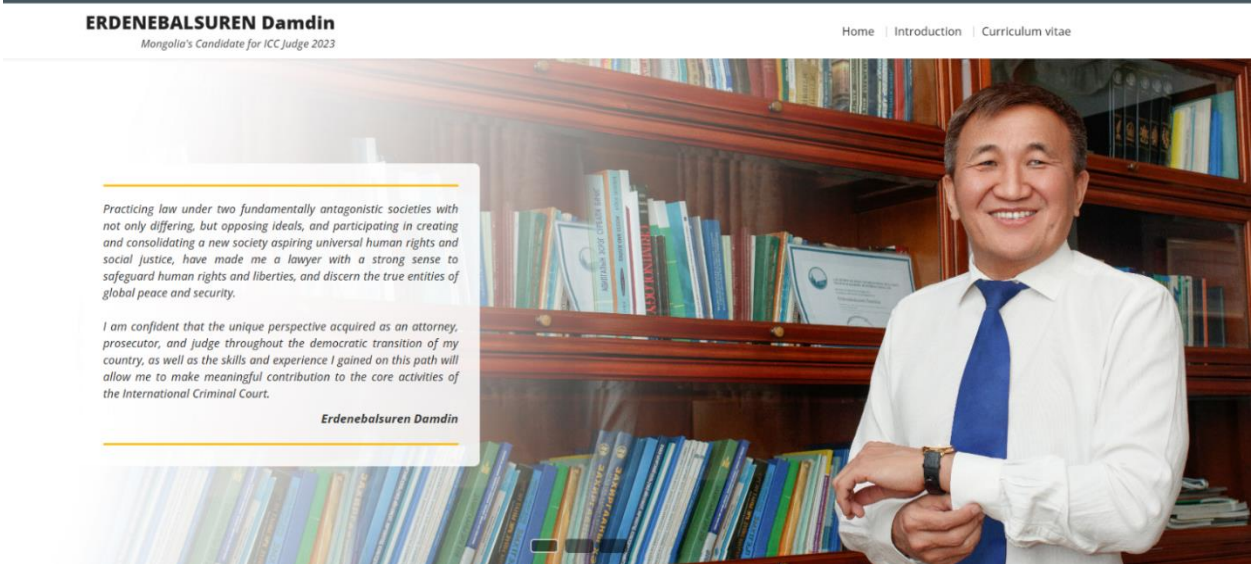 ERDENEBALSUREN Damdin
Mongolia's Candidate for ICC Judge 2023
Home | Introduction | Curriculum vitae
Practicing law under two fundamentally antagonistic societies with
not only differing, but opposing ideals, and participating in creating
and consolidating a new society aspiring universal human rights and
social justice, have made me a lawyer with a strong sense to
safeguard human rights and liberties, and discern the true entities of
global peace and security.
I am confident that the unique perspective acquired as an attorney,
prosecutor, and judge throughout the democratic transition of my
country, as well as the skills and experience I gained on this path will
allow me to make meaningful contribution to the core activities of
the International Criminal Court.
Erdenebalsuren Damdin
CRIMINOLOGY